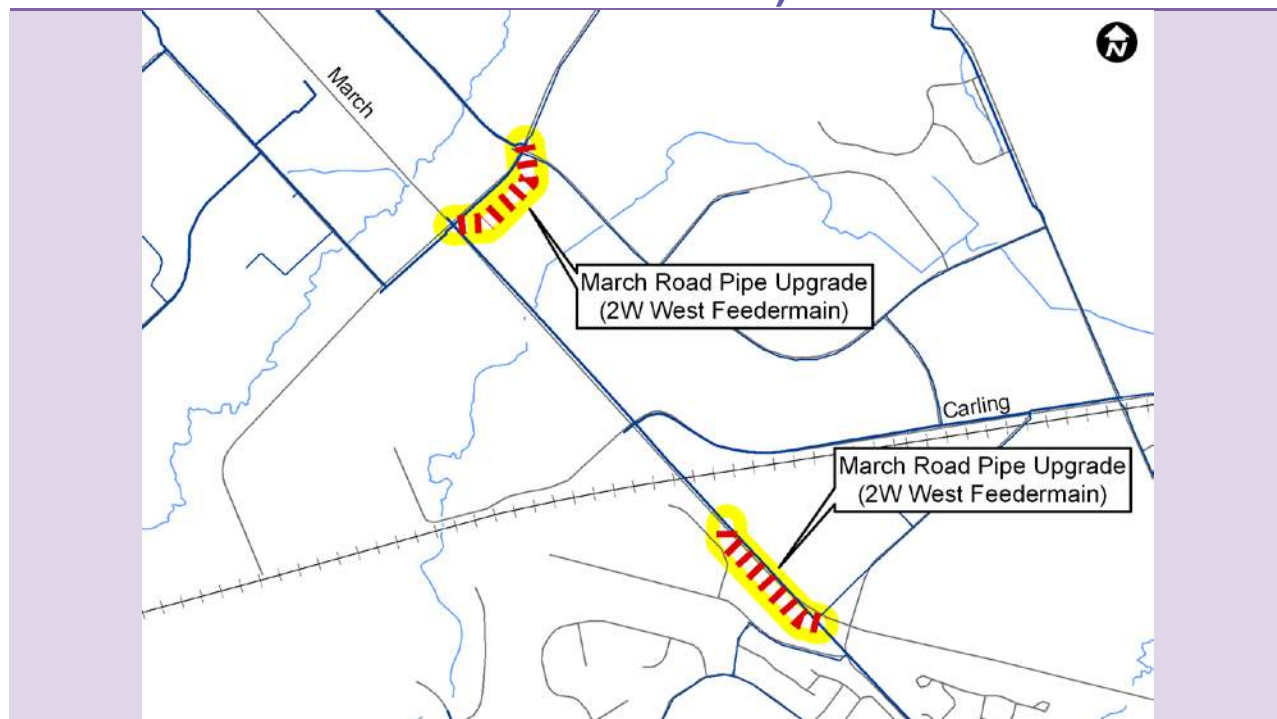 N
March
March Road Pipe Upgrade
(2W West Feedermain)
Carling
March Road Pipe Upgrade
(2W West Feedermain)